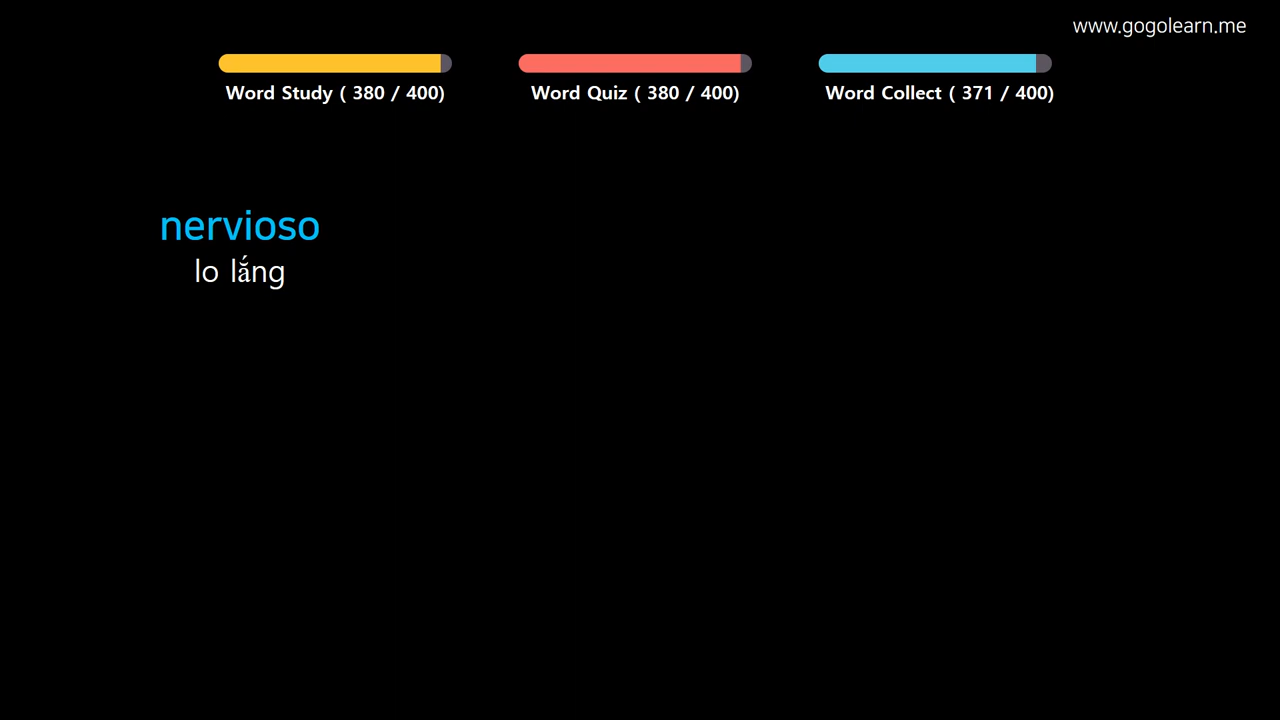 www.gogolearn.me
Word Study ( 380 / 400)
Word Quiz ( 380 / 400)
Word Collect ( 371 / 400)
nervioso
lo lắng